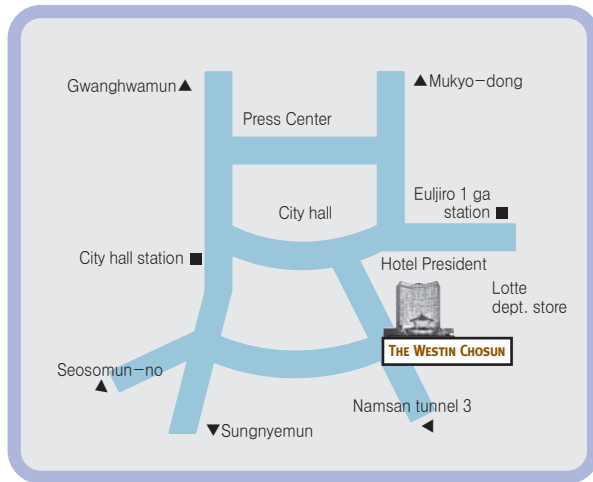 Gwanghwamun▲
▲Mukyo-dong
Press Center
Euljiro 1 ga
station ■
City hall
City hall station ■
Hotel President
Lotte
dept. store
THE WESTIN CHOSUN
Seosomun-no
▲
Namsan tunnel 3
◀
▼Sungnyemun